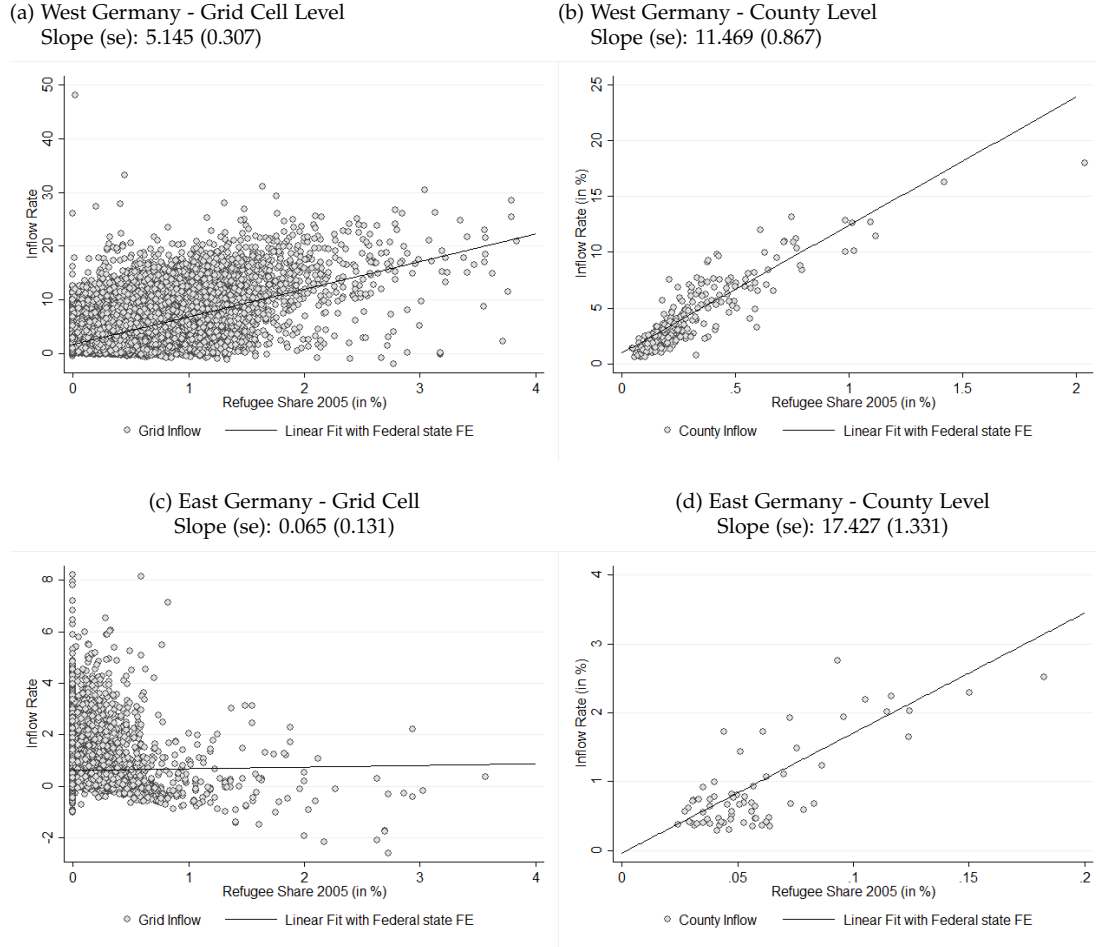 (a) West Germany - Grid Cell Level
Slope (se): 5.145 (0.307)
50
40
30
20
10
0
Inflow Rate
0 1 2 3 4
Refugee Share 2005 (in %)
Grid Inflow Linear Fit with Federal state FE
(b) West Germany - County Level
Slope (se): 11.469 (0.867)
25
20
15
10
5
0
Inflow Rate (in %)
0 .5 1 1.5 2
Refugee Share 2005 (in %)
County Inflow Linear Fit with Federal state FE
(c) East Germany - Grid Cell
Slope (se): 0.065 (0.131)
8
6
4
2
0
-2
Inflow Rate
0 1 2 3 4
Refugee Share 2005 (in %)
Grid Inflow Linear Fit with Federal state FE
(d) East Germany - County Level
Slope (se): 17.427 (1.331)
4
3
2
1
0
Inflow Rate (in %)
0 .05 .1 .15 .2
Refugee Share 2005 (in %)
County Inflow Linear Fit with Federal state FE